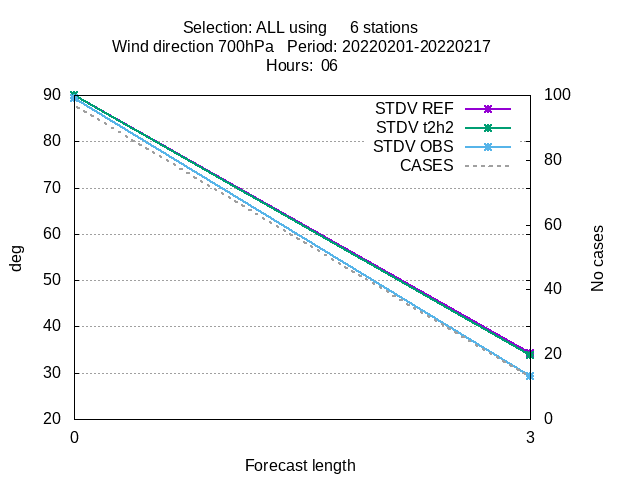 Selection: ALL using     6 stations
Wind direction 700hPa   Period: 20220201-20220217
Hours:  06
STDV REF
STDV t2h2
STDV OBS
CASES
90
80
70
60
50
40
30
20
100
80
60
40
20
0
deg
No cases
0
3
Forecast length